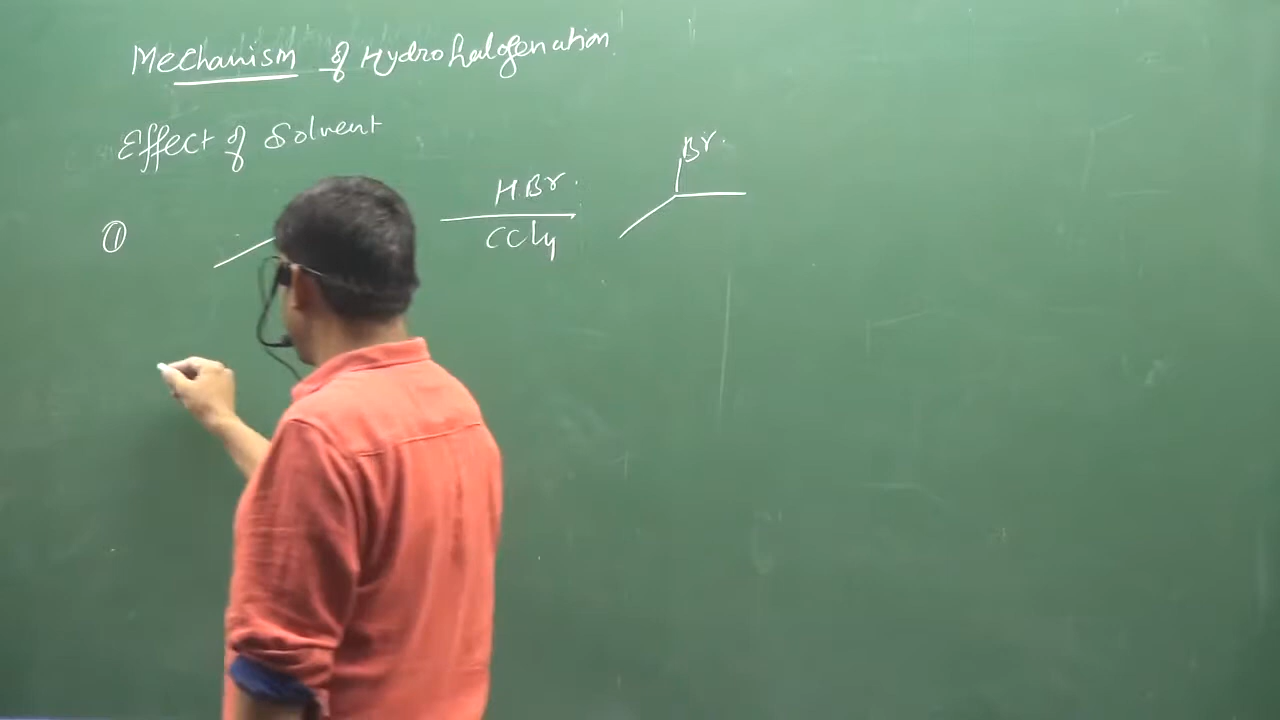 Mechanism of Hydrohalogenation
Effect of Solvent
Br.
① HBr.
CCl4